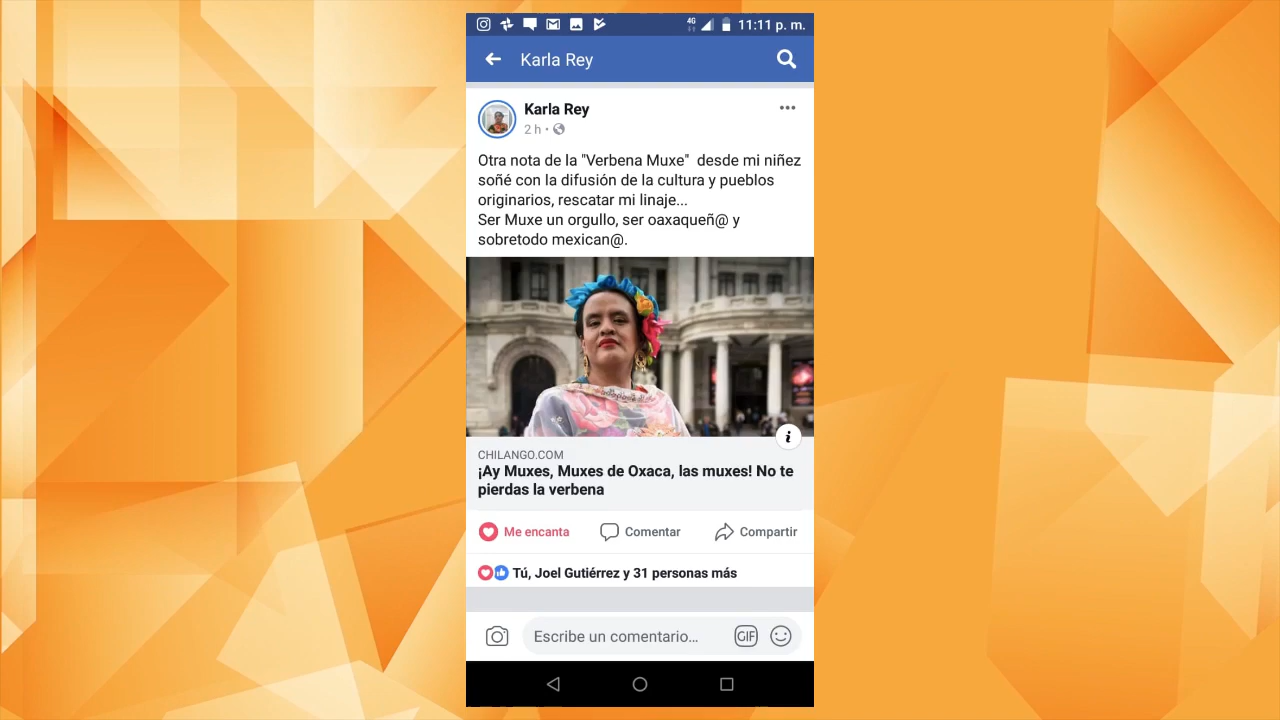 11:11 p. m.
4G
Karla Rey
Karla Rey
2 h
Otra nota de la "Verbena Muxe"  desde mi niñez
soñé con la difusión de la cultura y pueblos
originarios, rescatar mi linaje...
Ser Muxe un orgullo, ser oaxaqueñ@ y
sobretodo mexican@.
CHILANGO.COM
¡Ay Muxes, Muxes de Oxaca, las muxes! No te
pierdas la verbena
Me encanta
Comentar
Compartir
Tú, Joel Gutiérrez y 31 personas más
Escribe un comentario...
GIF